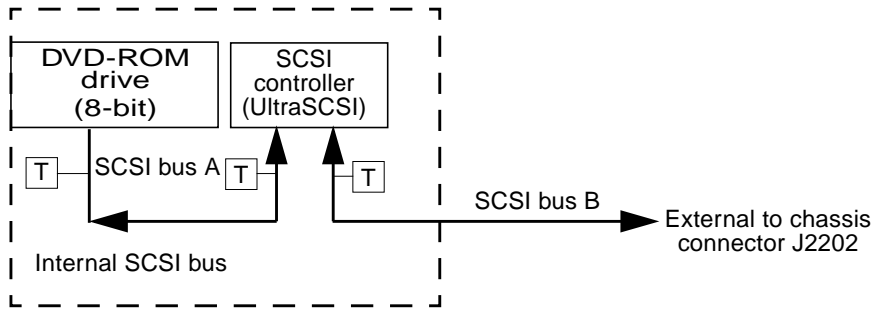 DVD-ROM
drive
(8-bit)
SCSI
controller
(UltraSCSI)
T
SCSI bus A
T
T
SCSI bus B
External to chassis
connector J2202
Internal SCSI bus